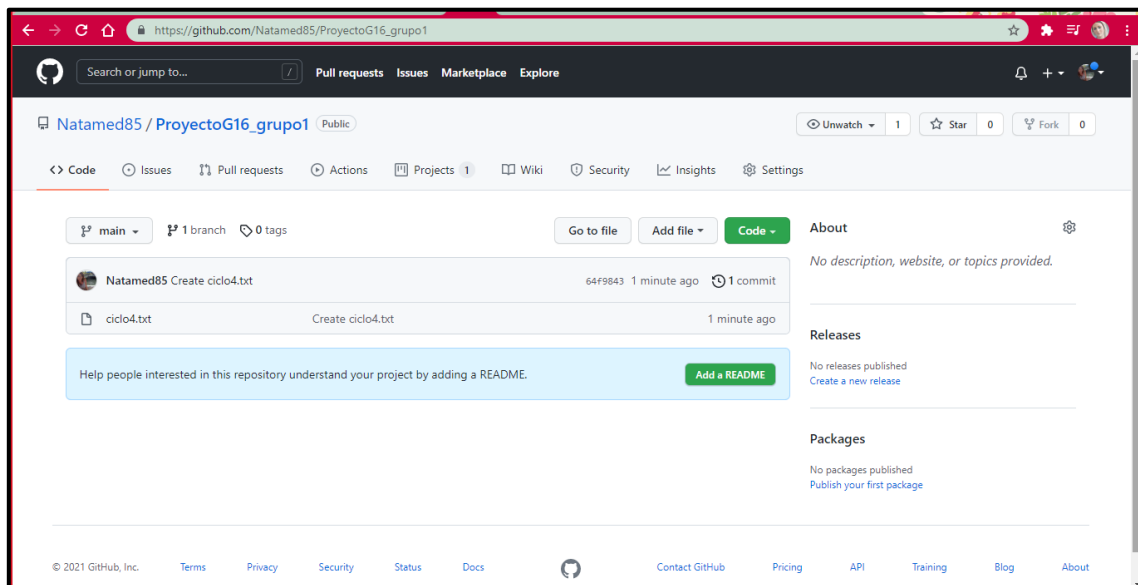 https://github.com/Natamed85/ProyectoG16_grupo1
Search or jump to... / Pull requests Issues Marketplace Explore
Natamed85 / ProyectoG16_grupo1 Public Unwatch 1 Star 0 Fork 0
Code Issues Pull requests Actions Projects 1 Wiki Security Insights Settings
main 1 branch 0 tags Go to file Add file Code About
No description, website, or topics provided.
Natamed85 Create ciclo4.txt 64f9843 1 minute ago 1 commit
ciclo4.txt Create ciclo4.txt 1 minute ago
Releases
No releases published
Create a new release
Help people interested in this repository understand your project by adding a README. Add a README
Packages
No packages published
Publish your first package
© 2021 GitHub, Inc. Terms Privacy Security Status Docs Contact GitHub Pricing API Training Blog About